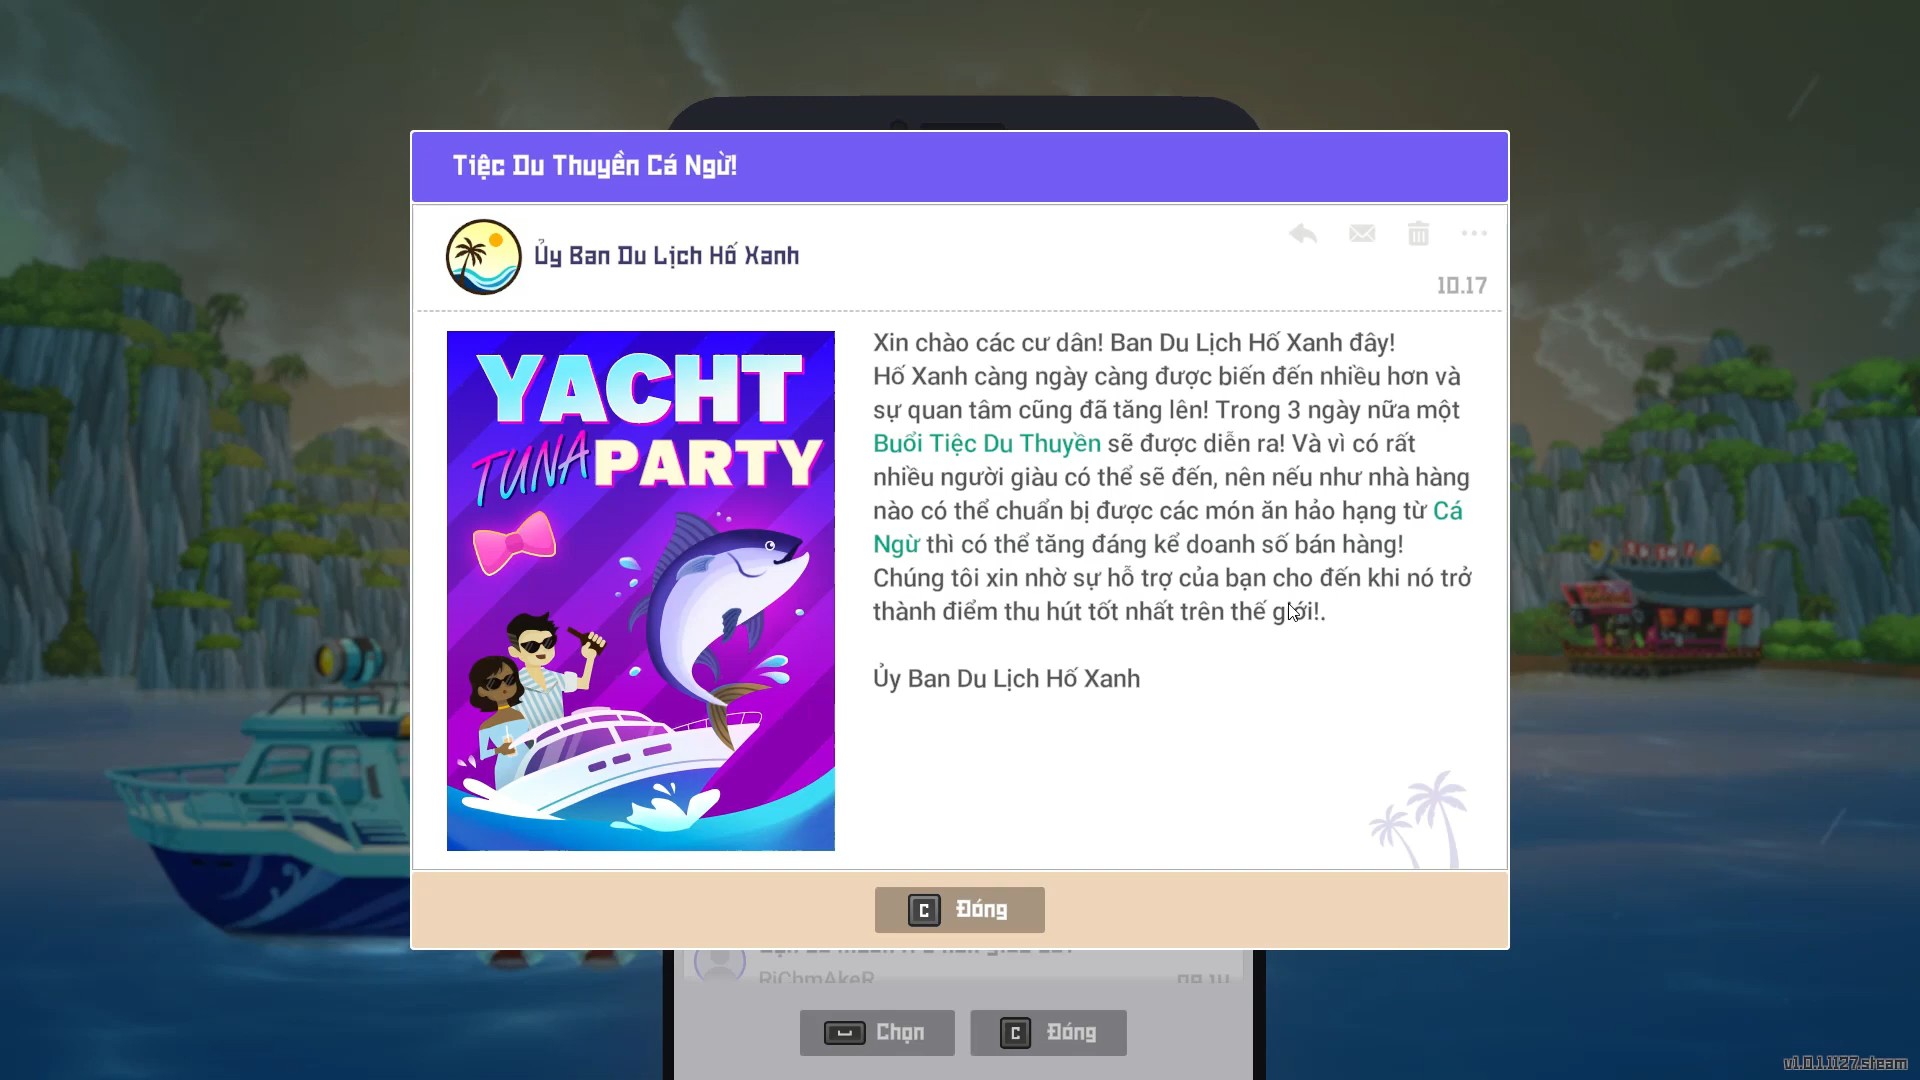 Tiệc Du Thuyền Cá Ngừ!
Ủy Ban Du Lịch Hố Xanh
10.17
YACHT
TUNA PARTY
Xin chào các cư dân! Ban Du Lịch Hố Xanh đây!
Hố Xanh càng ngày càng được biến đến nhiều hơn và
sự quan tâm cũng đã tăng lên! Trong 3 ngày nữa một
Buổi Tiệc Du Thuyền sẽ được diễn ra! Và vì có rất
nhiều người giàu có thể sẽ đến, nên nếu như nhà hàng
nào có thể chuẩn bị được các món ăn hảo hạng từ Cá
Ngừ thì có thể tăng đáng kể doanh số bán hàng!
Chúng tôi xin nhờ sự hỗ trợ của bạn cho đến khi nó trở
thành điểm thu hút tốt nhất trên thế giới!.
Ủy Ban Du Lịch Hố Xanh
C Đóng
RiChmAkeR
Chọn
C Đóng
v1.0.1.1127.steam